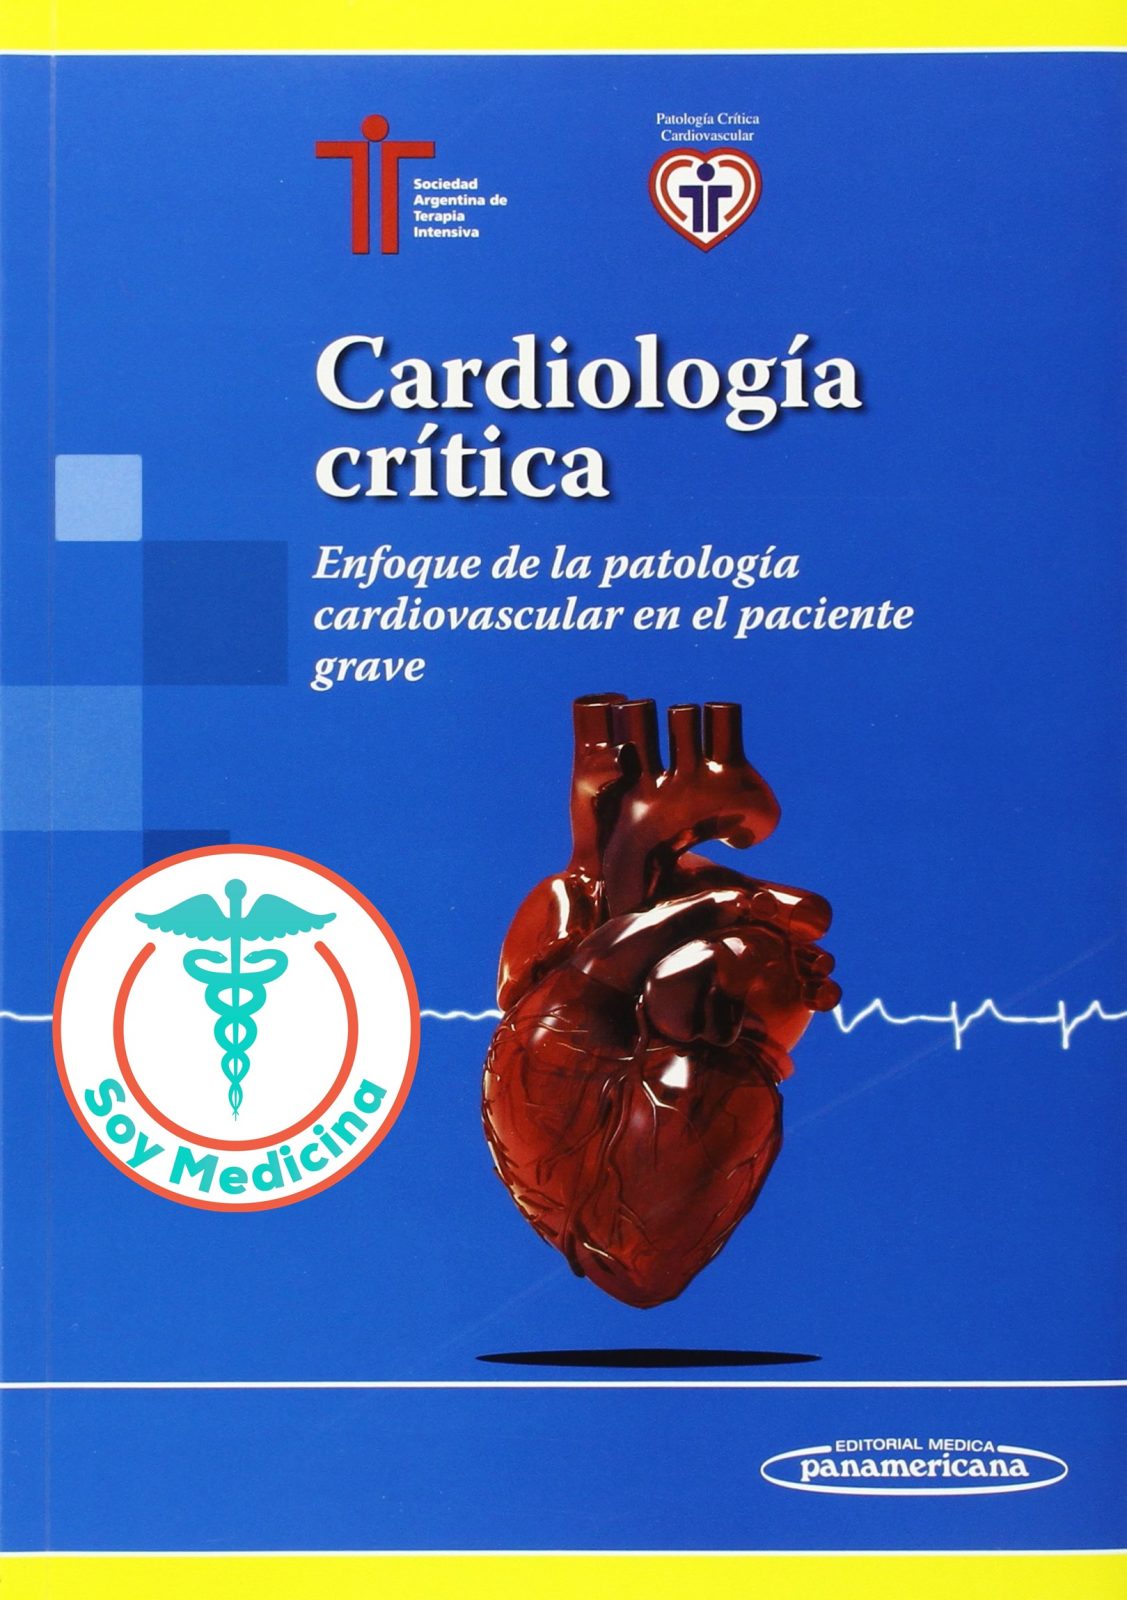 Sociedad
Argentina de
Terapia
Intensiva
Patología Crítica
Cardiovascular
Cardiología
crítica
Enfoque de la patología
cardiovascular en el paciente
grave
Soy Medicina
EDITORIAL MEDICA
panamericana